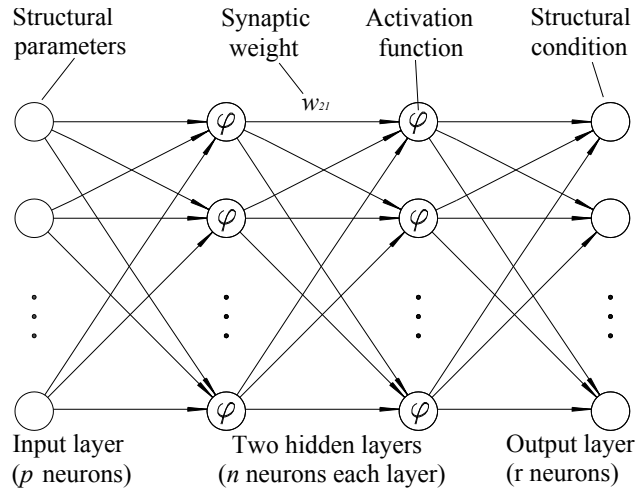 Structural
parameters
Synaptic
weight
Activation
function
Structural
condition
w21
φ φ
φ φ
φ φ
Input layer
(p neurons)
Two hidden layers
(n neurons each layer)
Output layer
(r neurons)